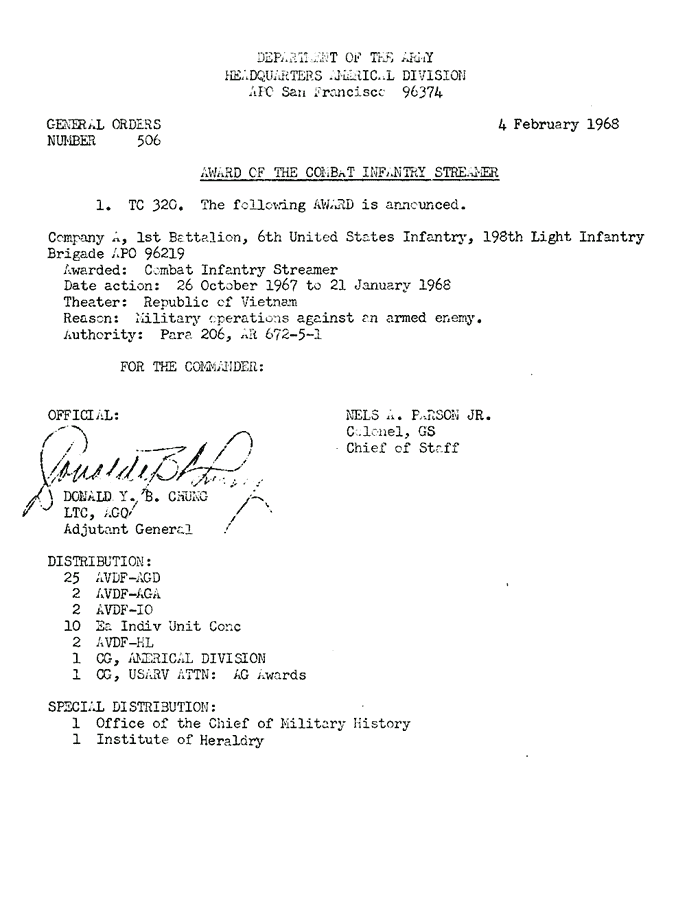 DEPARTMENT OF THE ARMY
HEADQUARTERS AMERICAL DIVISION
APO San Francisco 96374
GENERAL ORDERS 4 February 1968
NUMBER 506
AWARD OF THE COMBAT INFANTRY STREAMER
1. TC 320. The following AWARD is announced.
Company A, 1st Battalion, 6th United States Infantry, 198th Light Infantry
Brigade APO 96219
Awarded: Combat Infantry Streamer
Date action: 26 October 1967 to 21 January 1968
Theater: Republic of Vietnam
Reason: Military operations against an armed enemy.
Authority: Para 206, AR 672-5-1
FOR THE COMMANDER:
OFFICIAL:
NELS A. PARSON JR.
Colonel, GS
Chief of Staff
DONALD Y. B. CHUNG
LTC, AGC
Adjutant General
DISTRIBUTION:
25 AVDF-AGD
2 AVDF-AGA
2 AVDF-IO
10 Ea Indiv Unit Conc
2 AVDF-HL
1 CG, AMERICAL DIVISION
1 CG, USARV ATTN: AG Awards
SPECIAL DISTRIBUTION:
1 Office of the Chief of Military History
1 Institute of Heraldry